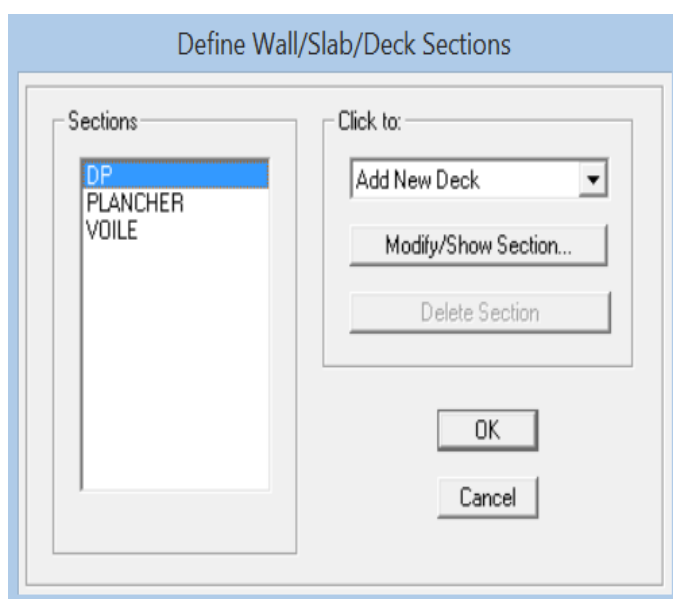 Define Wall/Slab/Deck Sections
Sections
DP
PLANCHER
VOILE
Click to:
Add New Deck
Modify/Show Section...
Delete Section
OK
Cancel